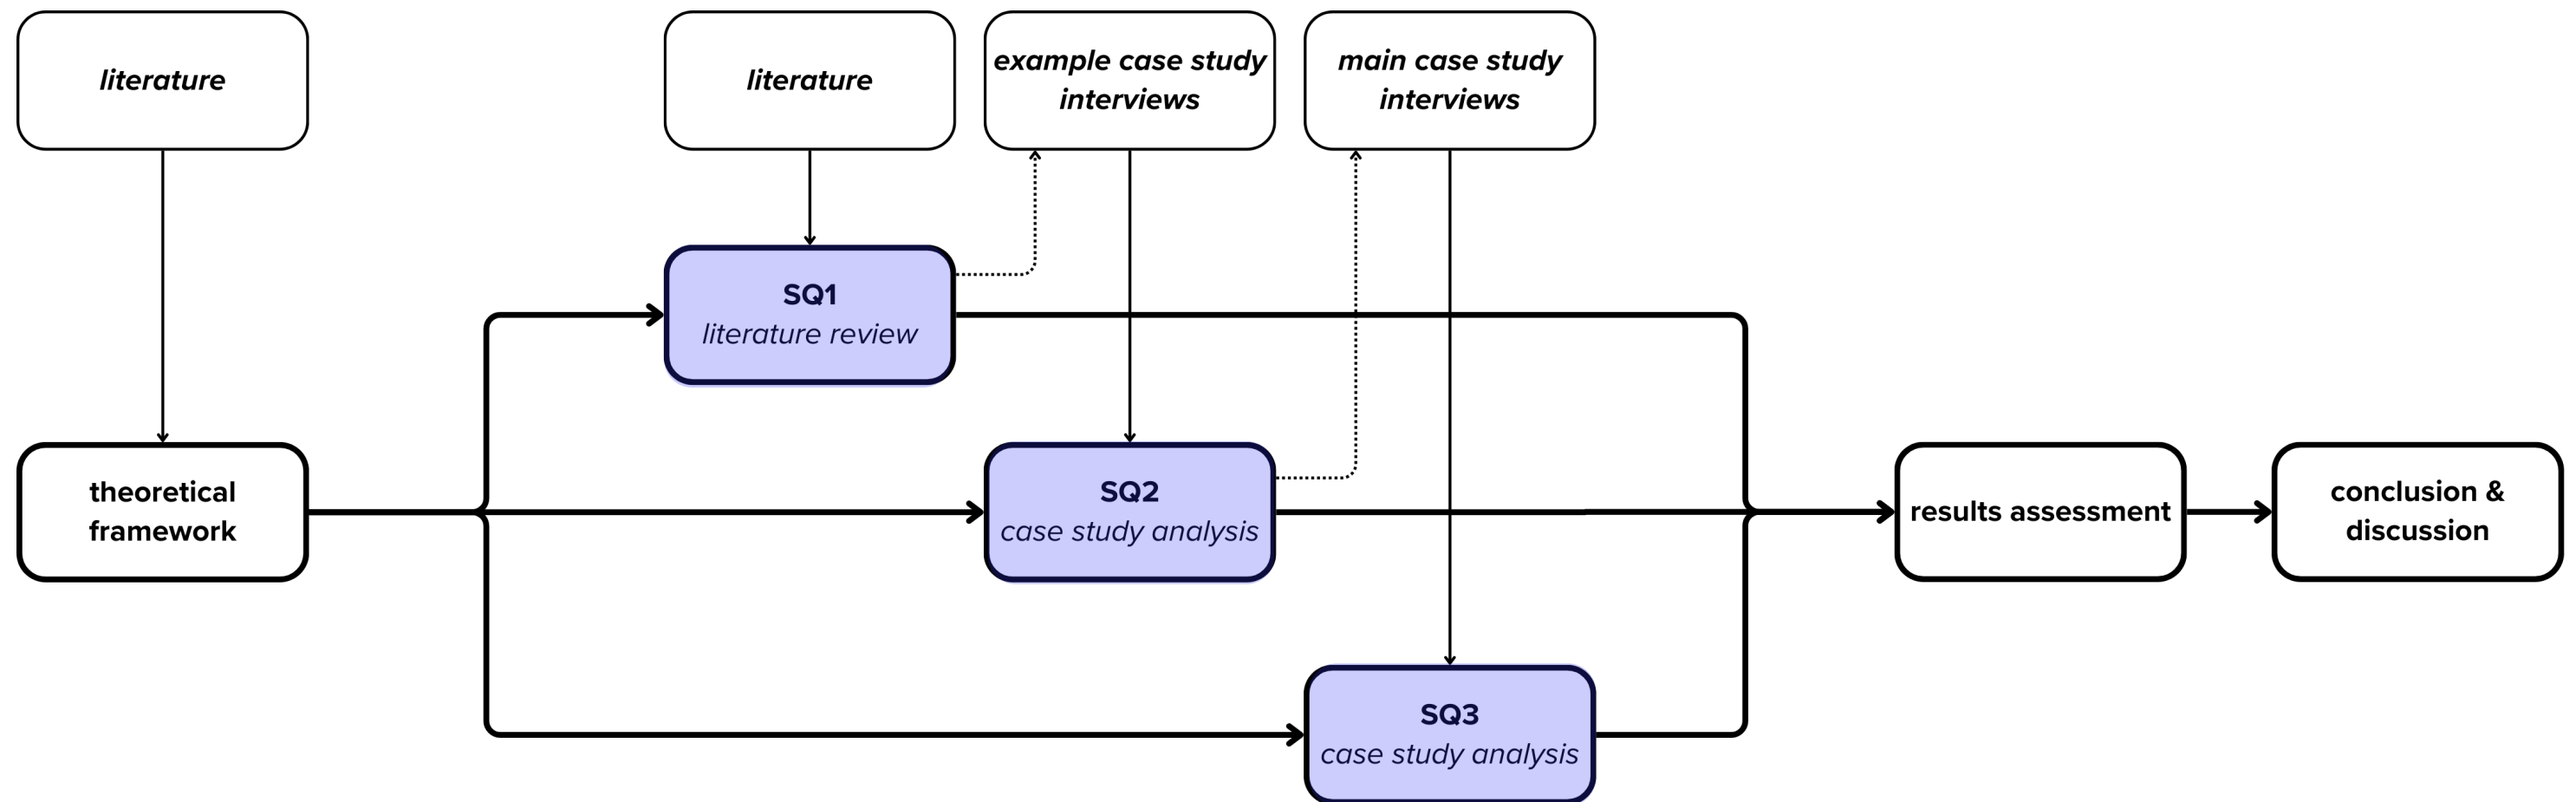 literature
literature
example case study
interviews
main case study
interviews
SQ1
literature review
theoretical
framework
SQ2
case study analysis
results assessment
conclusion &
discussion
SQ3
case study analysis